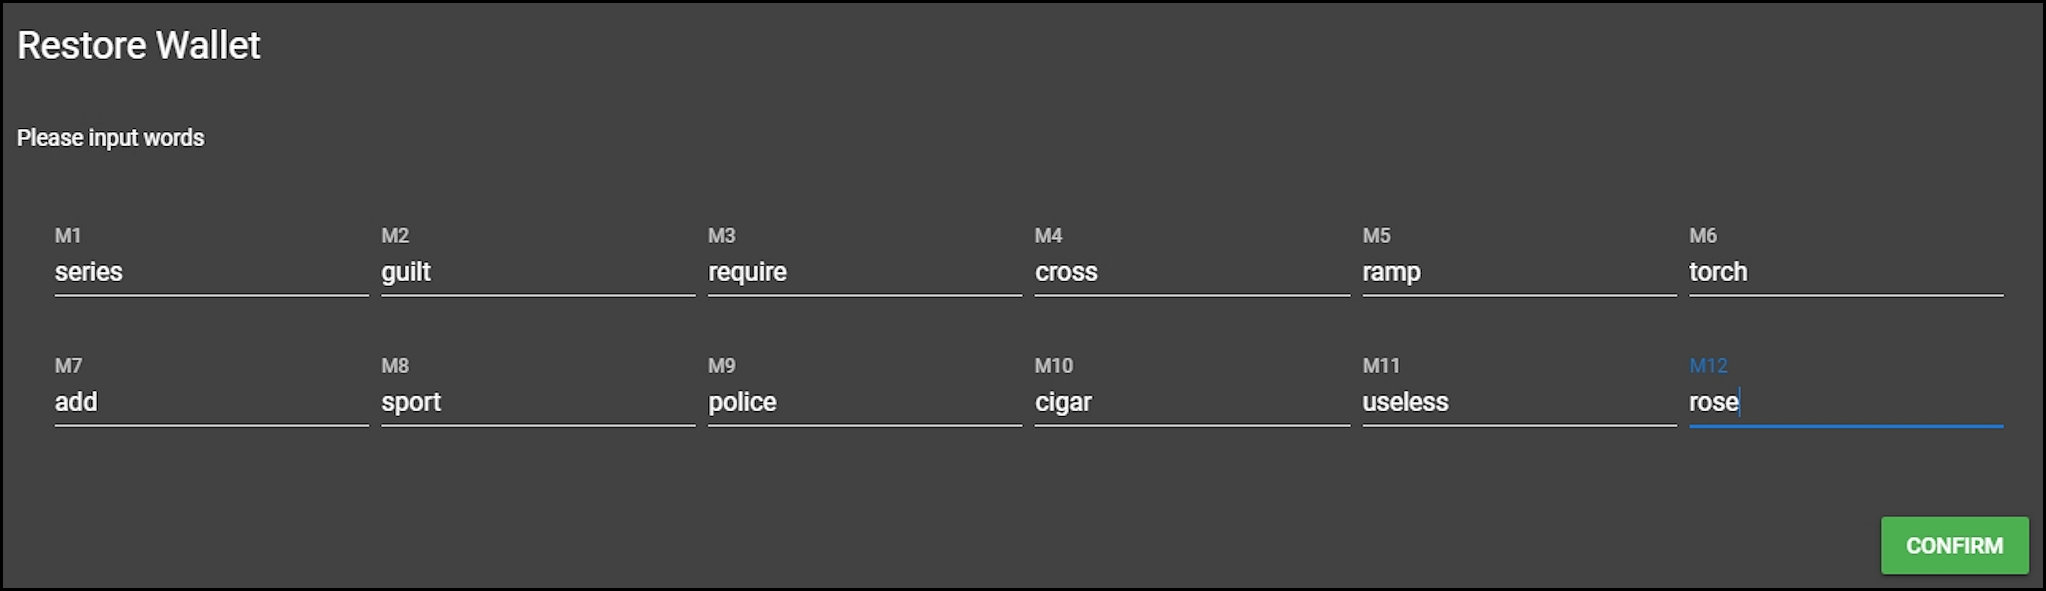 Restore Wallet
Please input words
M1 M2 M3 M4 M5 M6
series guilt require cross ramp torch
M7 M8 M9 M10 M11 M12
add sport police cigar useless rose
CONFIRM